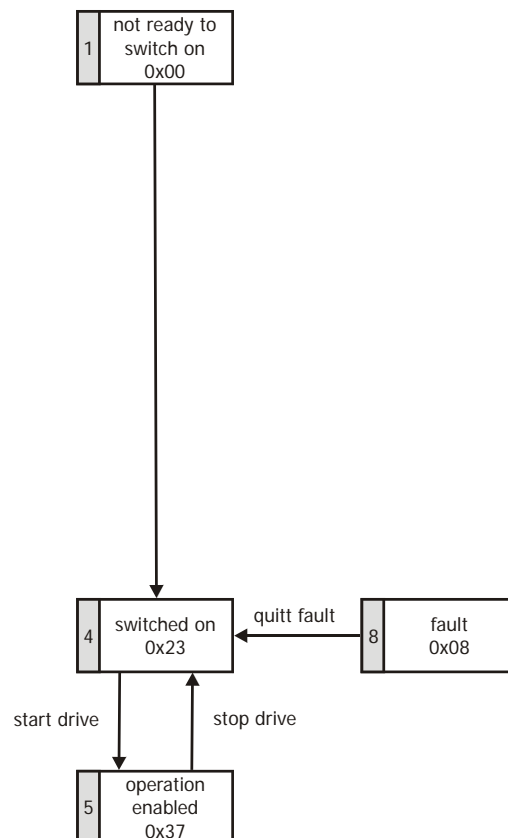 1
not ready to
switch on
0x00
4
switched on
0x23
quitt fault
8
fault
0x08
start drive
stop drive
5
operation
enabled
0x37